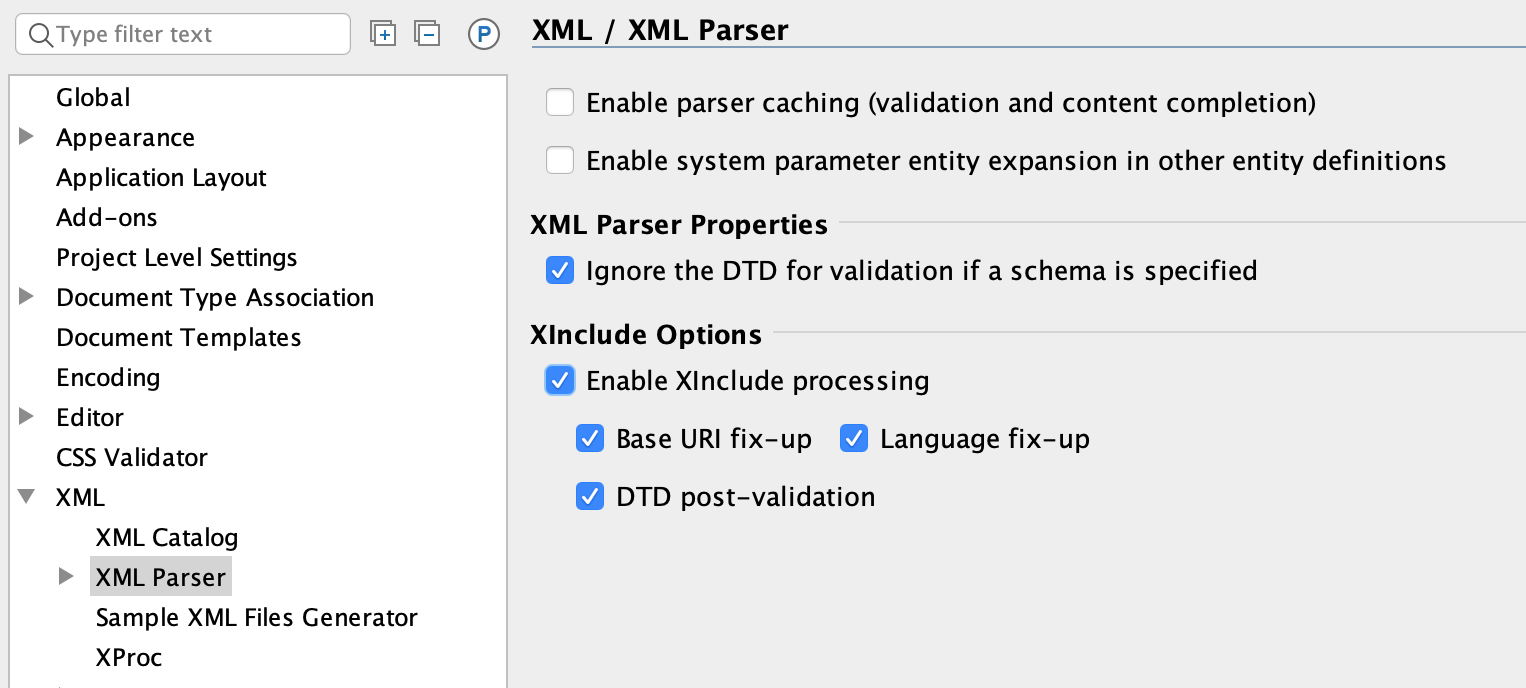 Type filter text
P
Global
Appearance
Application Layout
Add-ons
Project Level Settings
Document Type Association
Document Templates
Encoding
Editor
CSS Validator
XML
XML Catalog
XML Parser
Sample XML Files Generator
XProc
XML / XML Parser
Enable parser caching (validation and content completion)
Enable system parameter entity expansion in other entity definitions
XML Parser Properties
Ignore the DTD for validation if a schema is specified
XInclude Options
Enable XInclude processing
Base URI fix-up Language fix-up
DTD post-validation